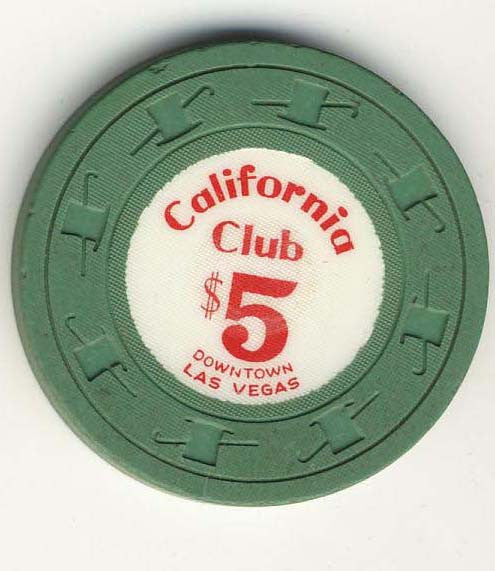 California
Club
$5
DOWNTOWN
LAS VEGAS